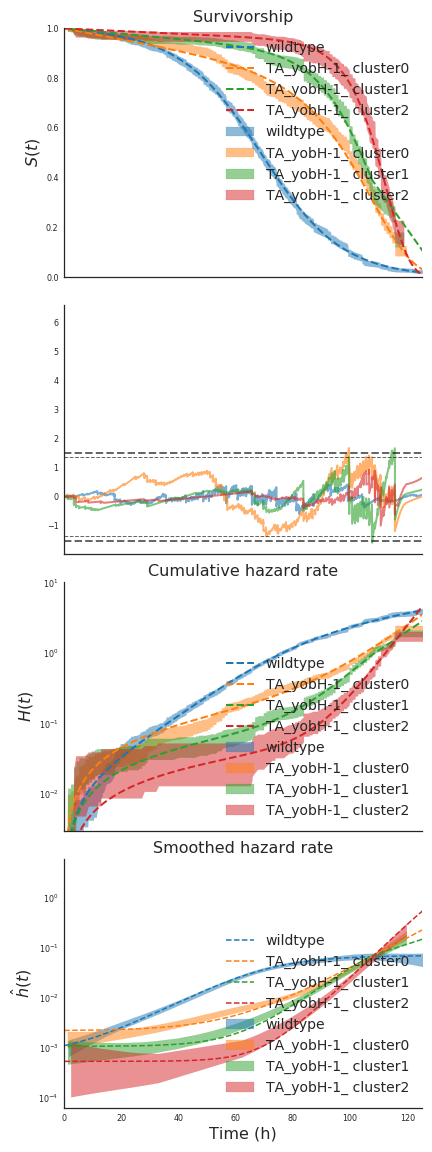 Survivorship
1.0
0.8
0.6
0.4
0.2
0.0
S(t)
wildtype
TA_yobH-1_ cluster0
TA_yobH-1_ cluster1
TA_yobH-1_ cluster2
wildtype
TA_yobH-1_ cluster0
TA_yobH-1_ cluster1
TA_yobH-1_ cluster2
6
5
4
3
2
1
0
−1
Cumulative hazard rate
10¹
10⁰
10⁻¹
10⁻²
H(t)
wildtype
TA_yobH-1_ cluster0
TA_yobH-1_ cluster1
TA_yobH-1_ cluster2
wildtype
TA_yobH-1_ cluster0
TA_yobH-1_ cluster1
TA_yobH-1_ cluster2
Smoothed hazard rate
10⁰
10⁻¹
10⁻²
10⁻³
10⁻⁴
ĥ(t)
wildtype
TA_yobH-1_ cluster0
TA_yobH-1_ cluster1
TA_yobH-1_ cluster2
wildtype
TA_yobH-1_ cluster0
TA_yobH-1_ cluster1
TA_yobH-1_ cluster2
0 20 40 60 80 100 120
Time (h)